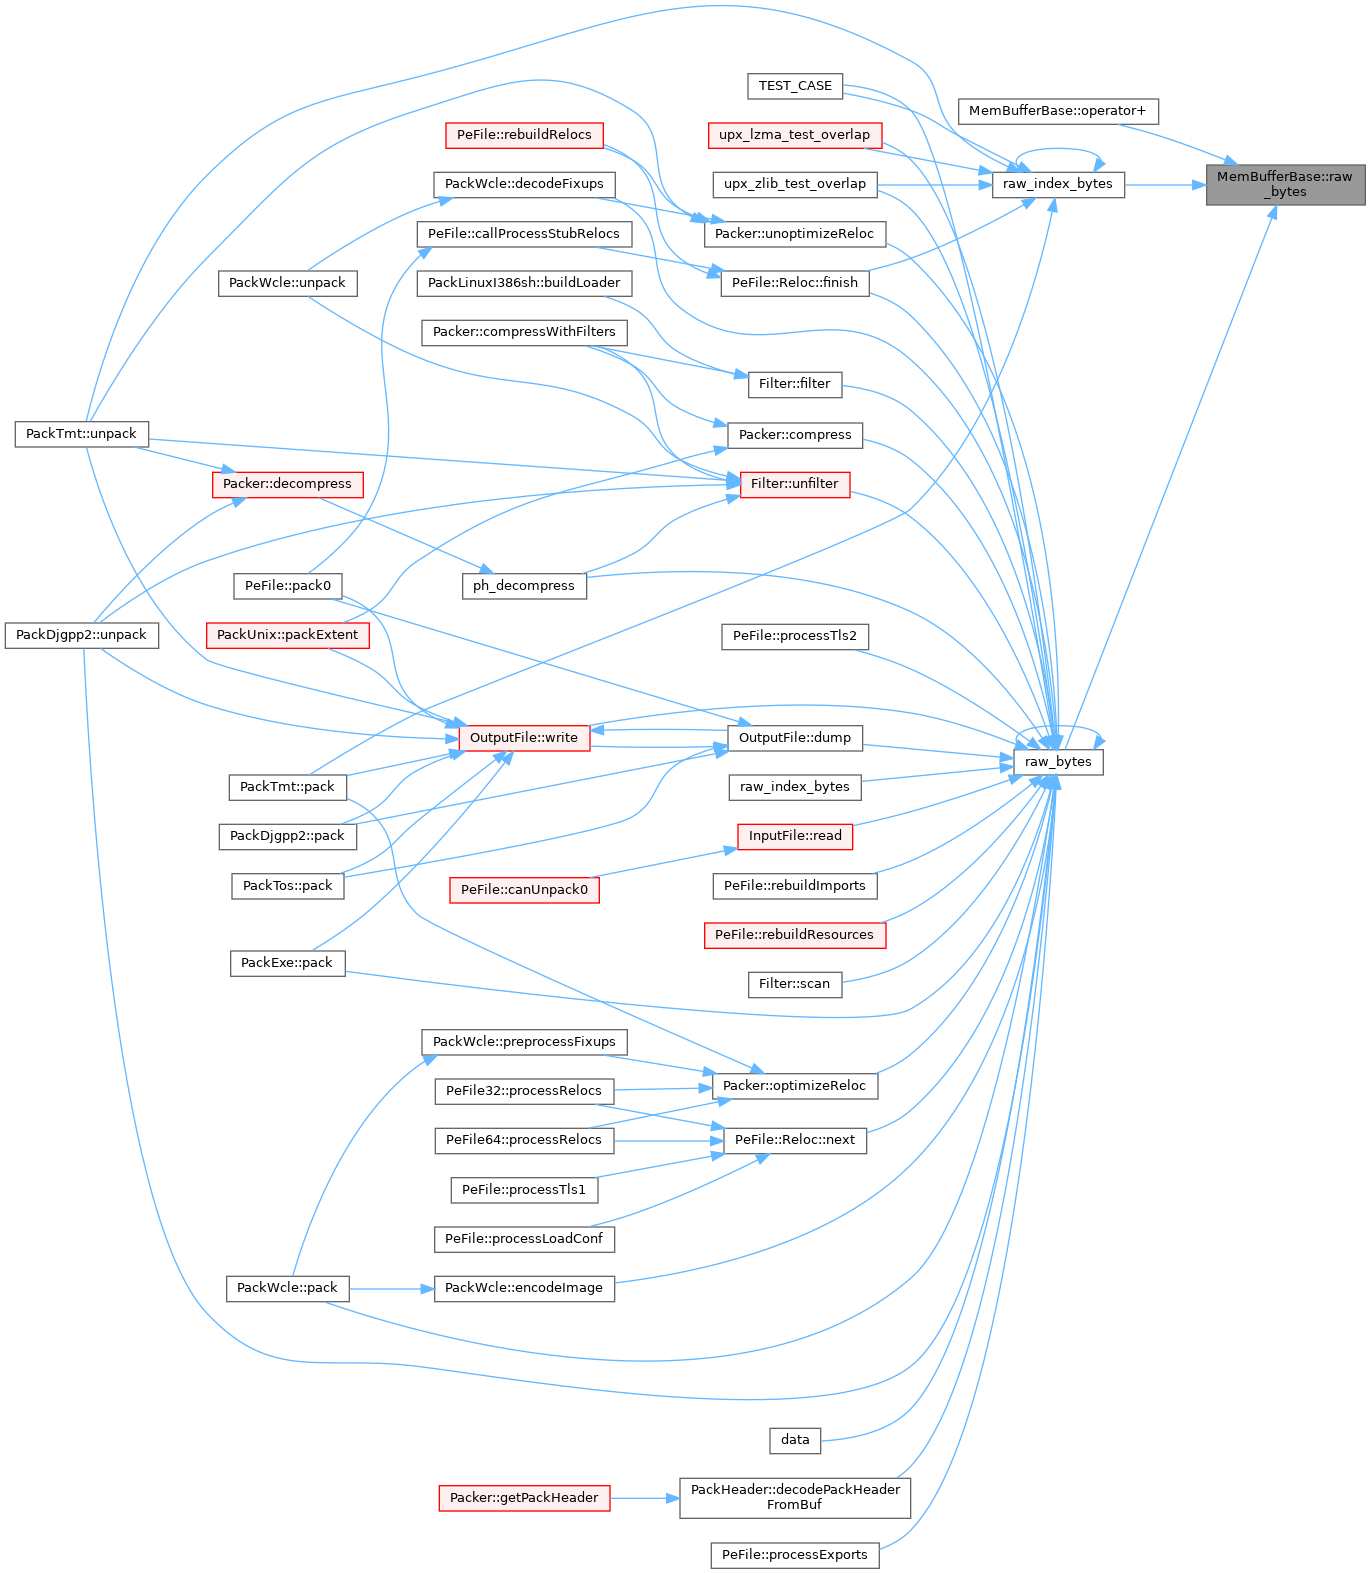 TEST_CASE
MemBufferBase::operator+
PeFile::rebuildRelocs
upx_lzma_test_overlap
MemBufferBase::raw
_bytes
PackWcle::decodeFixups
upx_zlib_test_overlap
raw_index_bytes
PeFile::callProcessStubRelocs
Packer::unoptimizeReloc
PackWcle::unpack
PackLinuxI386sh::buildLoader
PeFile::Reloc::finish
Packer::compressWithFilters
Filter::filter
PackTmt::unpack
Packer::compress
Packer::decompress
Filter::unfilter
PeFile::pack0
ph_decompress
PackDjgpp2::unpack
PackUnix::packExtent
PeFile::processTls2
OutputFile::write
OutputFile::dump
raw_bytes
PackTmt::pack
raw_index_bytes
PackDjgpp2::pack
InputFile::read
PackTos::pack
PeFile::canUnpack0
PeFile::rebuildImports
PeFile::rebuildResources
PackExe::pack
Filter::scan
PackWcle::preprocessFixups
PeFile32::processRelocs
Packer::optimizeReloc
PeFile64::processRelocs
PeFile::Reloc::next
PeFile::processTls1
PeFile::processLoadConf
PackWcle::pack
PackWcle::encodeImage
data
Packer::getPackHeader
PackHeader::decodePackHeader
FromBuf
PeFile::processExports